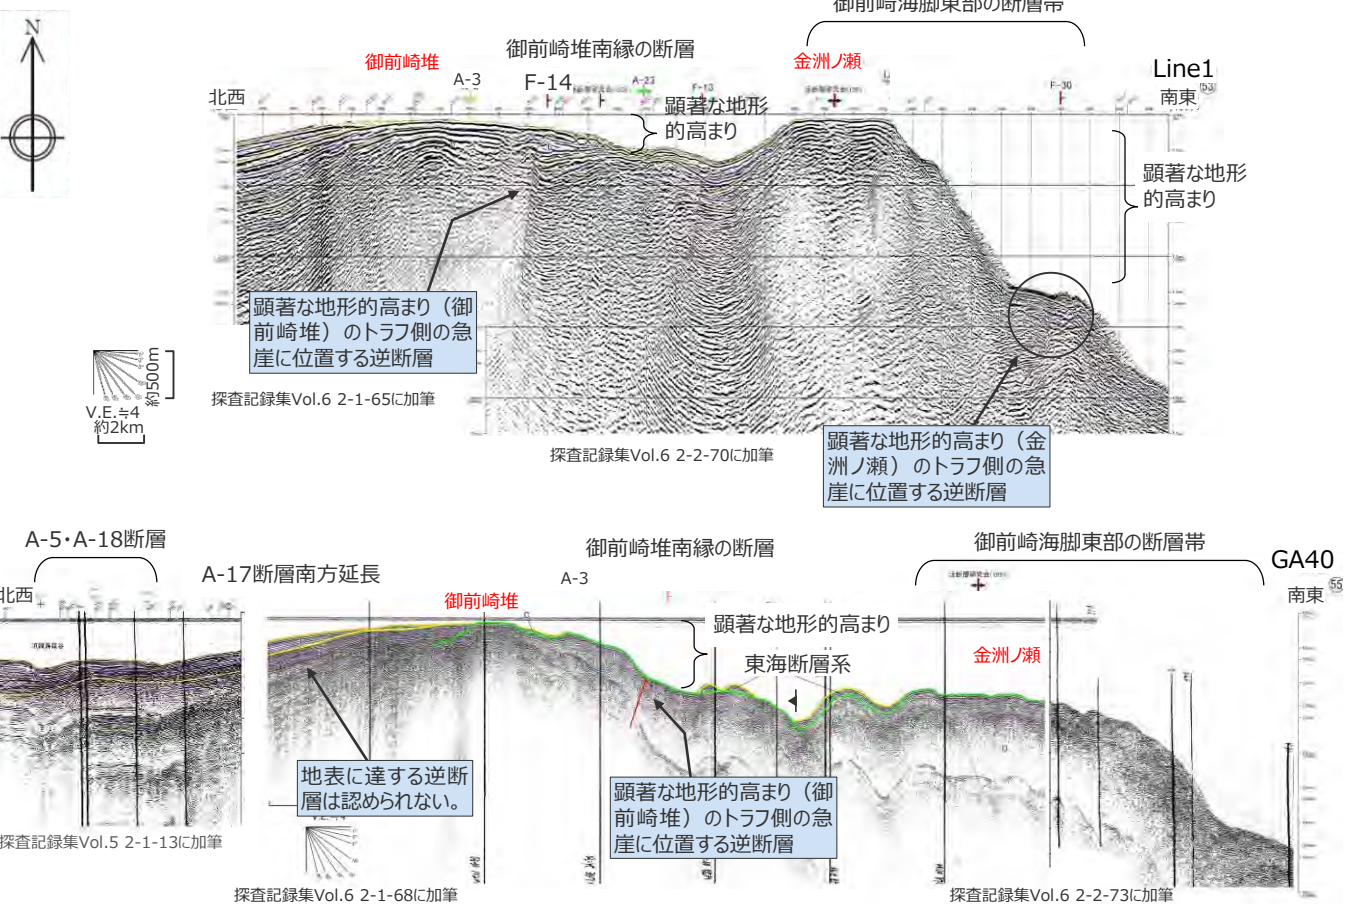 御前崎海脚東部の断層帯
N
御前崎堆南縁の断層
御前崎堆
金洲ノ瀬
A-3
F-14
A-23
F-13
F-30
Line1
53
北西
南東
顕著な地形
的高まり
顕著な地形
的高まり
顕著な地形的高まり（御
前崎堆）のトラフ側の急
崖に位置する逆断層
約500m
V.E.≒4
約2km
探査記録集Vol.6 2-1-65に加筆
顕著な地形的高まり（金
洲ノ瀬）のトラフ側の急
崖に位置する逆断層
探査記録集Vol.6 2-2-70に加筆
A-5・A-18断層
A-17断層南方延長
御前崎堆南縁の断層
御前崎海脚東部の断層帯
GA40
55
北西
南東
A-3
御前崎堆
顕著な地形的高まり
東海断層系
金洲ノ瀬
地表に達する逆断
層は認められない。
顕著な地形的高まり（御
前崎堆）のトラフ側の急
崖に位置する逆断層
探査記録集Vol.5 2-1-13に加筆
探査記録集Vol.6 2-1-68に加筆
探査記録集Vol.6 2-2-73に加筆